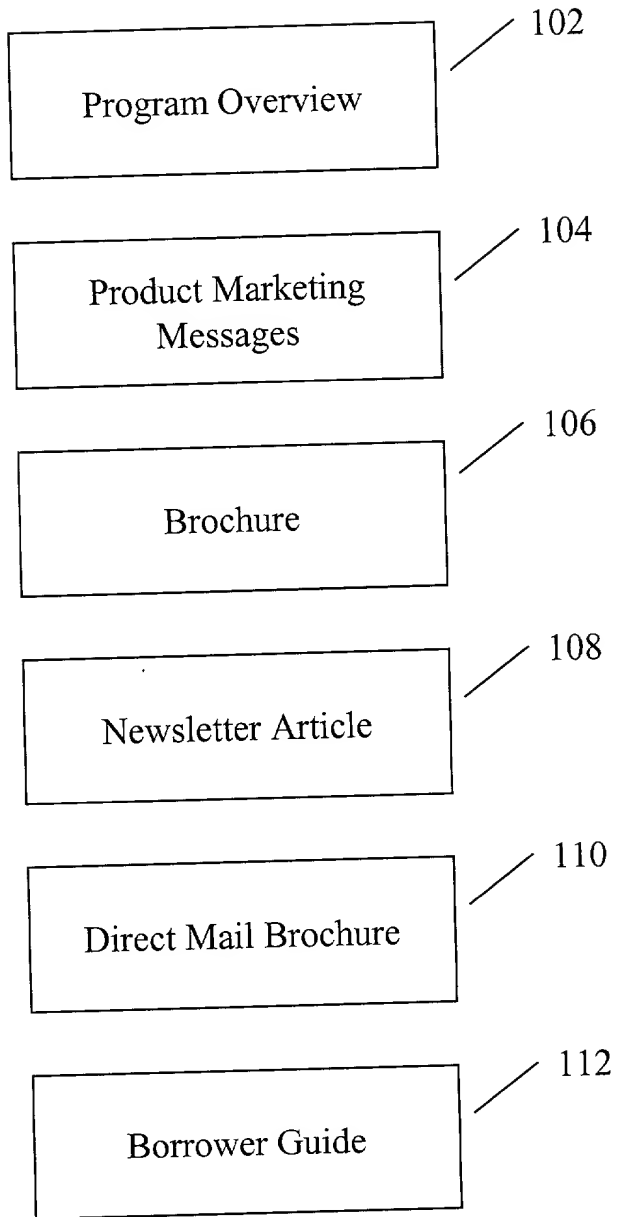 102
Program Overview
104
Product Marketing
Messages
106
Brochure
108
Newsletter Article
110
Direct Mail Brochure
112
Borrower Guide